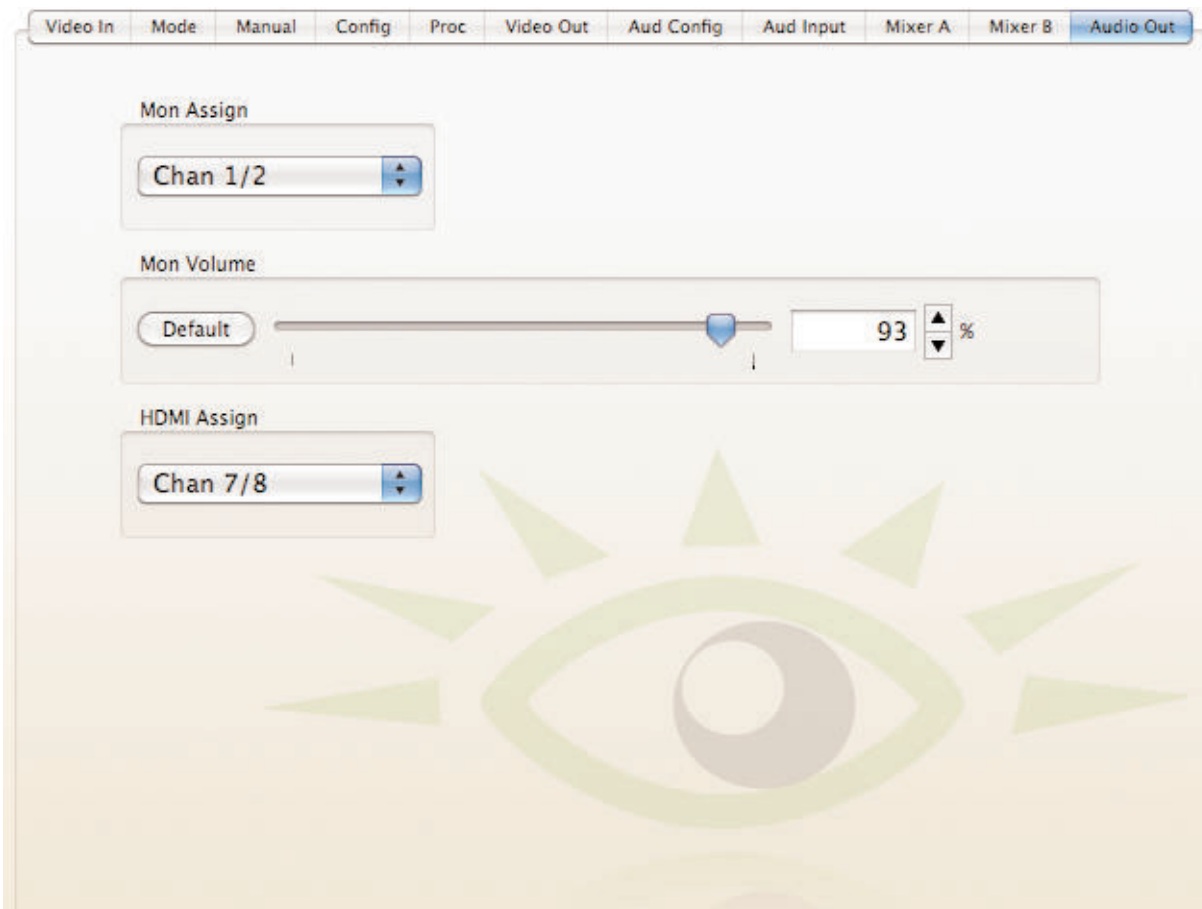 Video In Mode Manual Config Proc Video Out Aud Config Aud Input Mixer A Mixer B Audio Out
Mon Assign
Chan 1/2
Mon Volume
Default 93 %
HDMI Assign
Chan 7/8